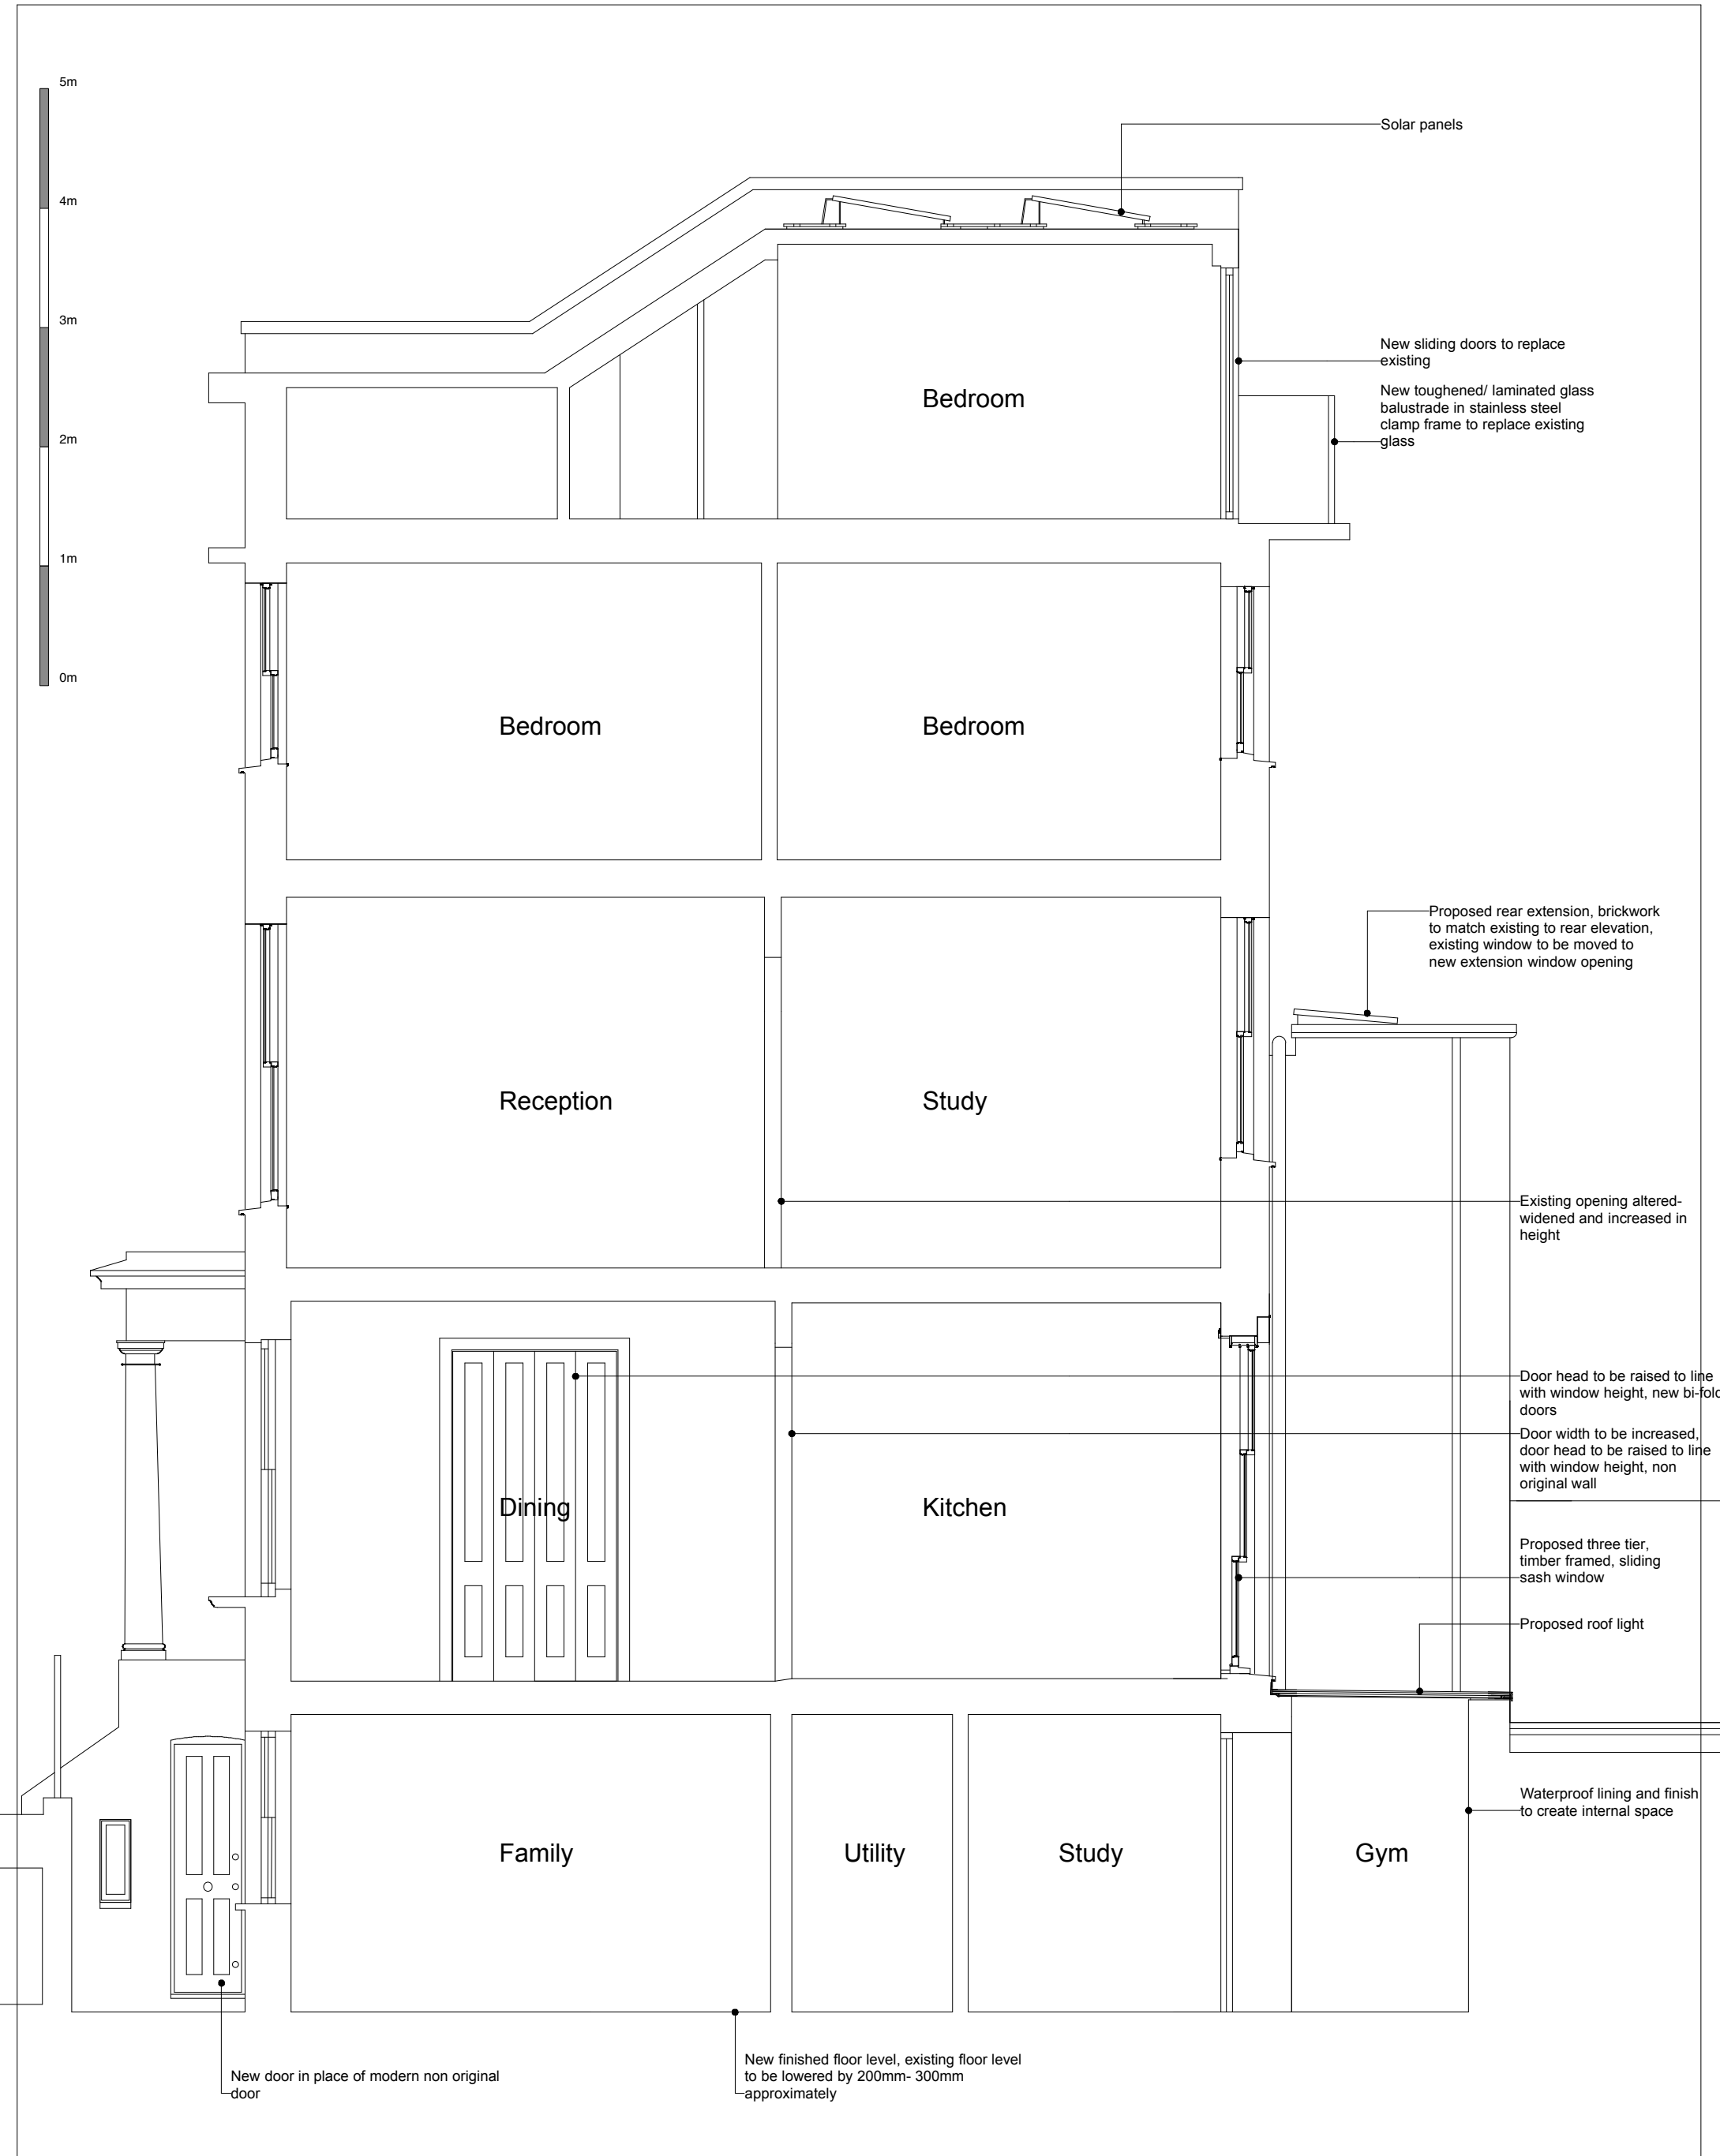 5m
Solar panels
4m
3m
New sliding doors to replace
existing
New toughened/ laminated glass
balustrade in stainless steel
clamp frame to replace existing
glass
Bedroom
2m
1m
0m
Bedroom
Bedroom
Proposed rear extension, brickwork
to match existing to rear elevation,
existing window to be moved to
new extension window opening
Reception
Study
Existing opening altered-
widened and increased in
height
Door head to be raised to line
with window height, new bi-fold
doors
Door width to be increased,
door head to be raised to line
with window height, non
original wall
Dining
Kitchen
Proposed three tier,
timber framed, sliding
sash window
Proposed roof light
Waterproof lining and finish
to create internal space
Family
Utility
Study
Gym
New door in place of modern non original
door
New finished floor level, existing floor level
to be lowered by 200mm- 300mm
approximately